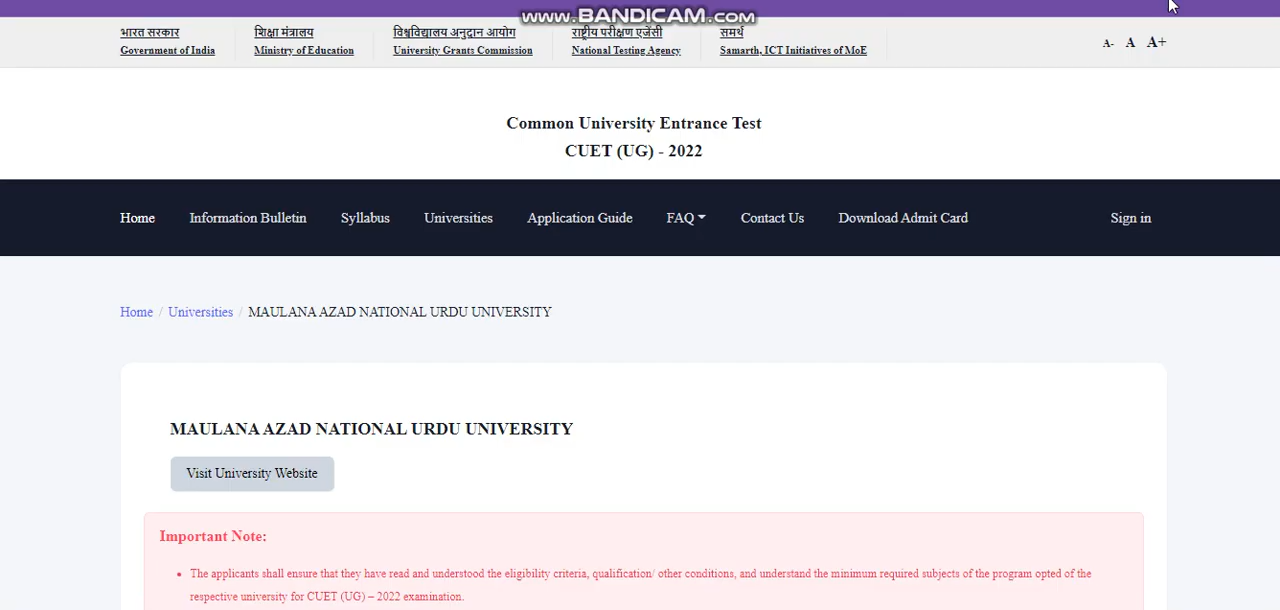 www.BANDICAM.com
भारत सरकार शिक्षा मंत्रालय विश्वविद्यालय अनुदान आयोग राष्ट्रीय परीक्षण एजेंसी समर्थ
Government of India Ministry of Education University Grants Commission National Testing Agency Samarth, ICT Initiatives of MoE A- A A+
Common University Entrance Test
CUET (UG) - 2022
Home Information Bulletin Syllabus Universities Application Guide FAQ Contact Us Download Admit Card Sign in
Home / Universities / MAULANA AZAD NATIONAL URDU UNIVERSITY
MAULANA AZAD NATIONAL URDU UNIVERSITY
Visit University Website
Important Note:
• The applicants shall ensure that they have read and understood the eligibility criteria, qualification/ other conditions, and understand the minimum required subjects of the program opted of the
respective university for CUET (UG) – 2022 examination.